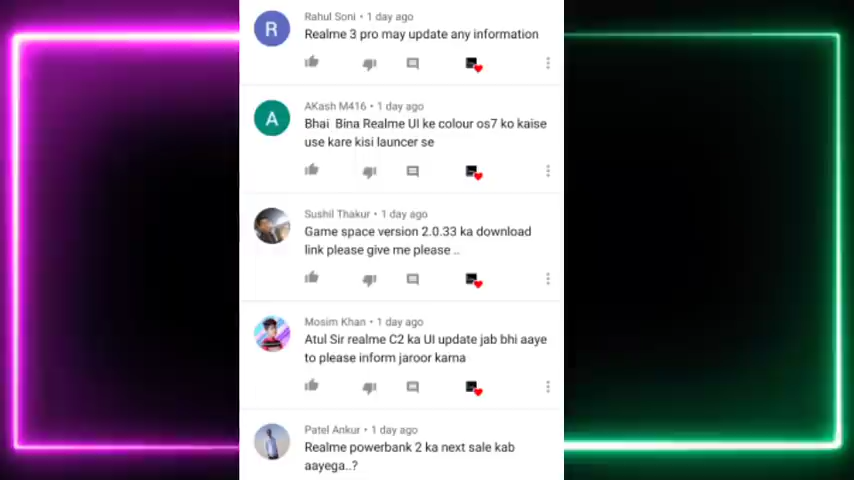 R
Rahul Soni • 1 day ago
Realme 3 pro may update any information
A
AKash M416 • 1 day ago
Bhai Bina Realme UI ke colour os7 ko kaise
use kare kisi launcer se
Sushil Thakur • 1 day ago
Game space version 2.0.33 ka download
link please give me please ..
Mosim Khan • 1 day ago
Atul Sir realme C2 ka UI update jab bhi aaye
to please inform jaroor karna
Patel Ankur • 1 day ago
Realme powerbank 2 ka next sale kab
aayega..?